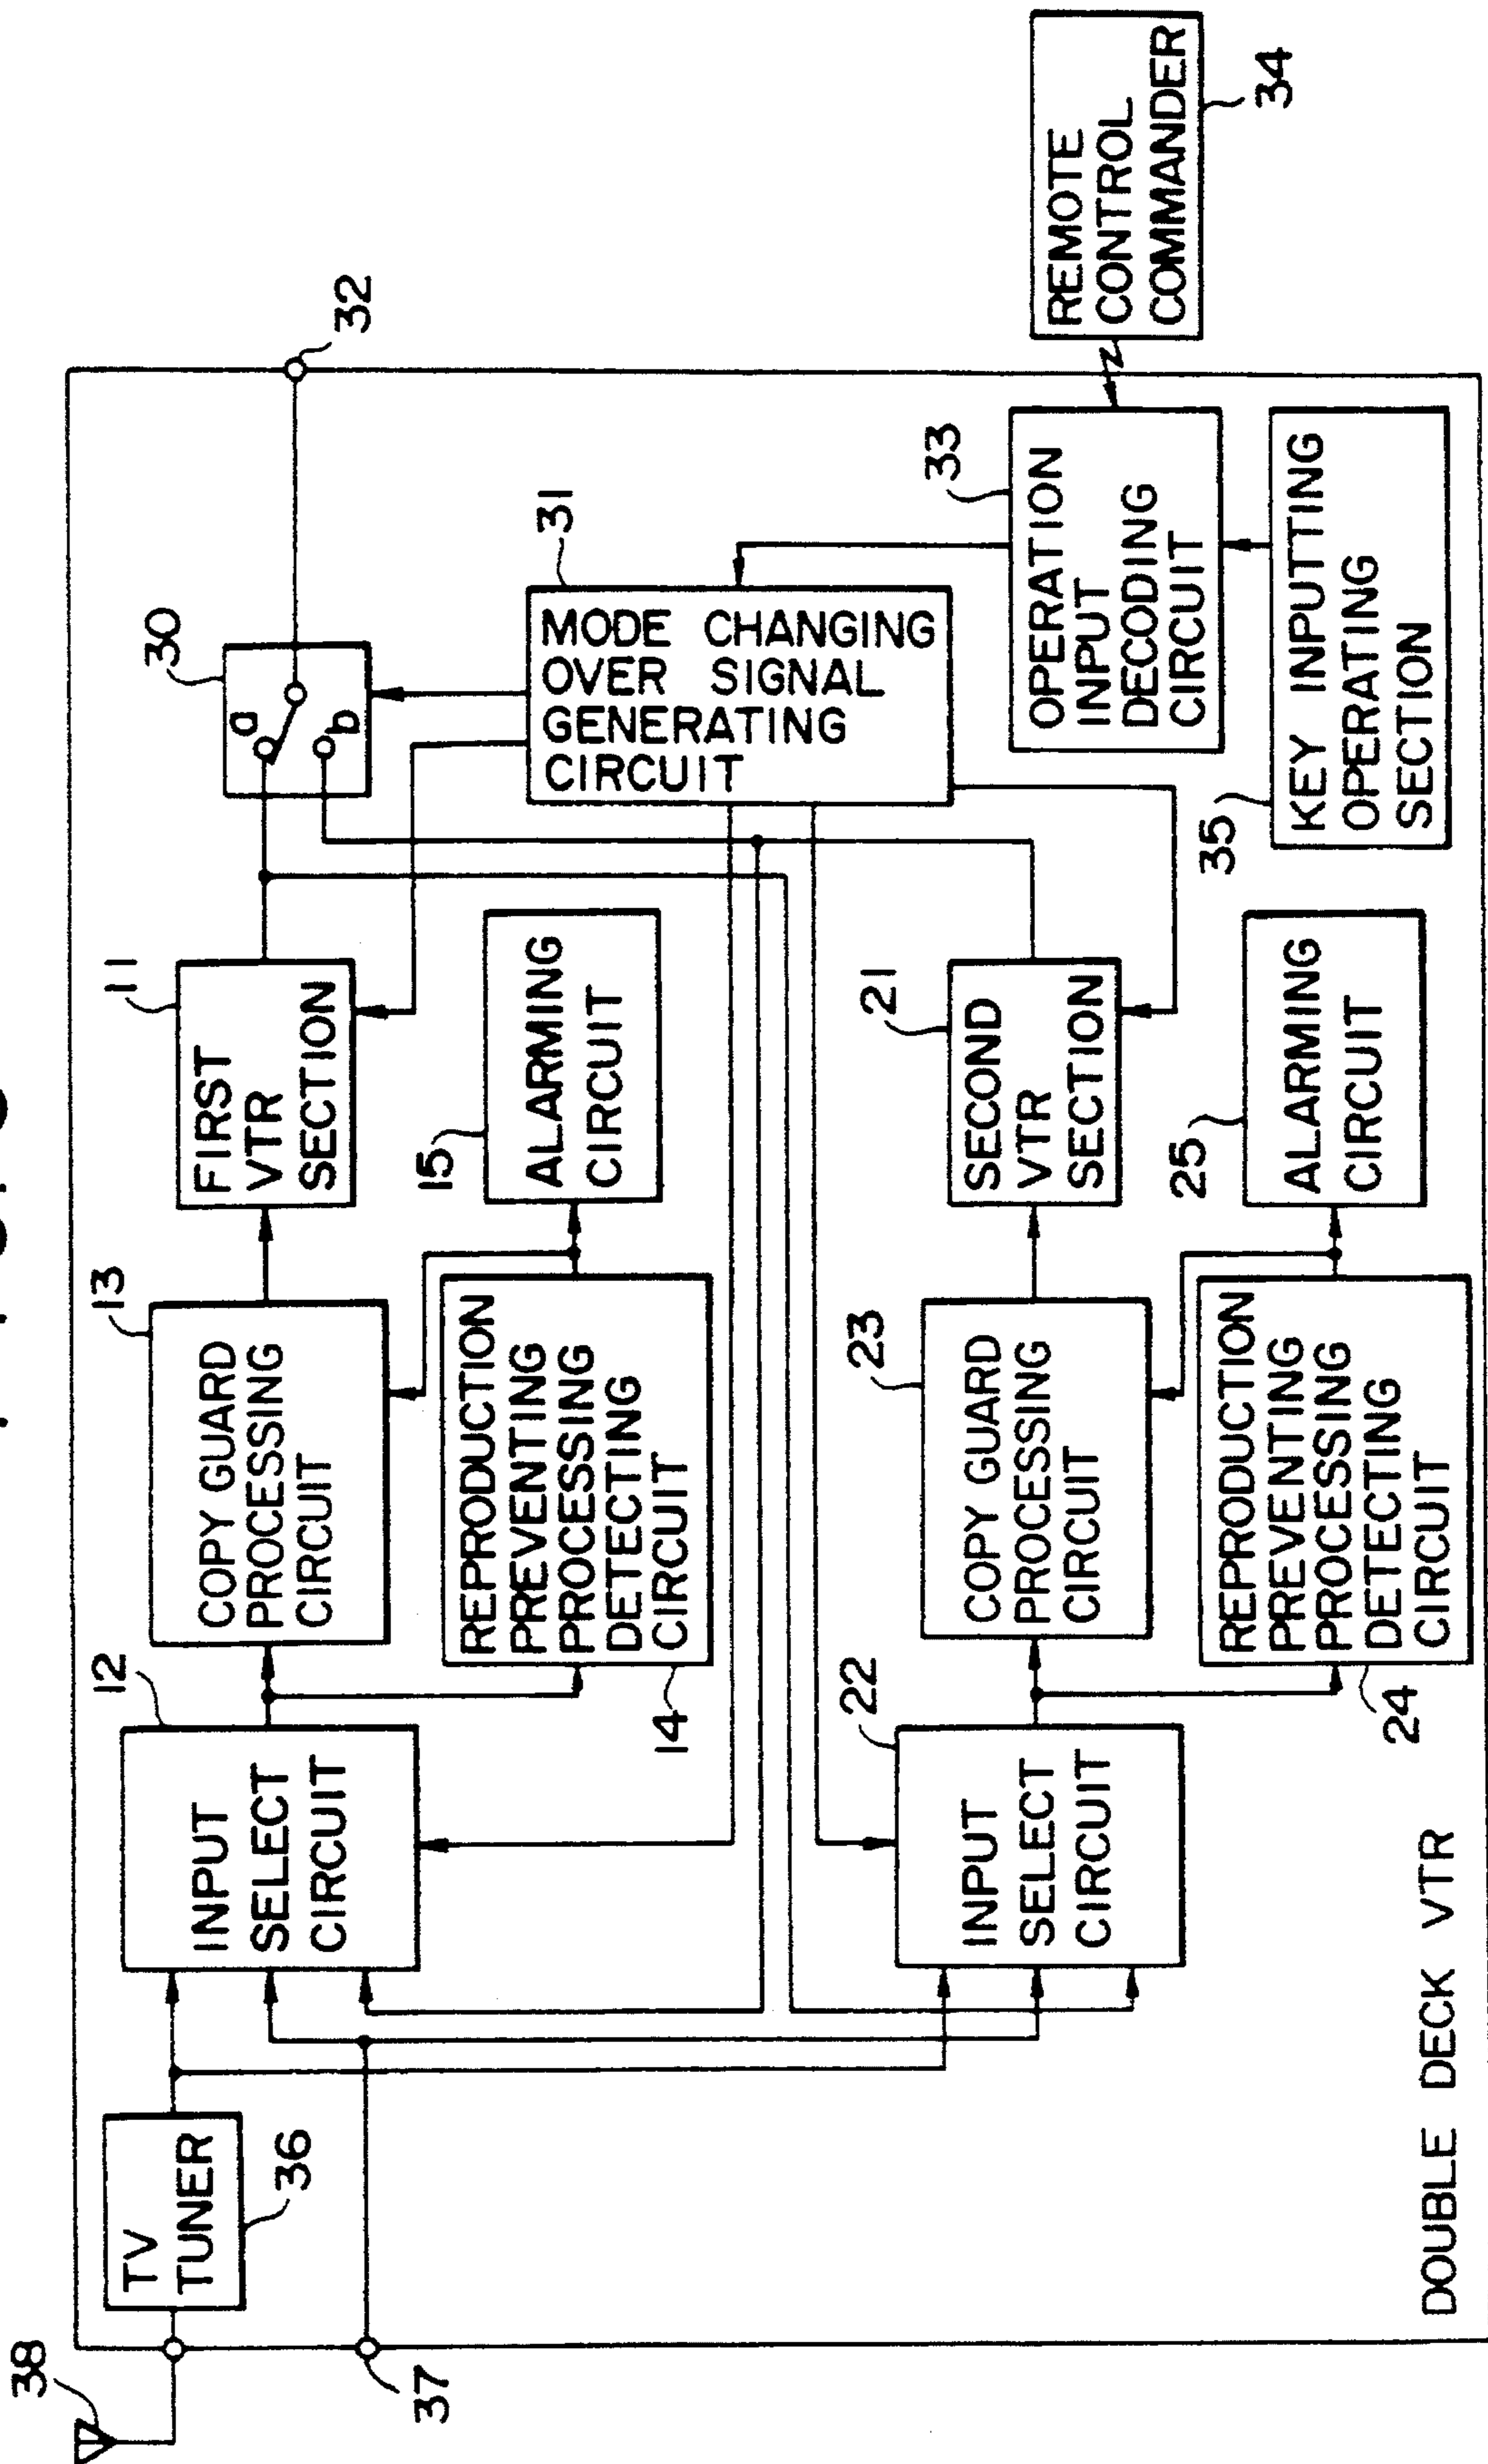 38
TV
TUNER
36
37
12
INPUT
SELECT
CIRCUIT
13
COPY GUARD
PROCESSING
CIRCUIT
14
REPRODUCTION
PREVENTING
PROCESSING
DETECTING
CIRCUIT
11
FIRST
VTR
SECTION
15
ALARMING
CIRCUIT
30
a
b
32
31
MODE CHANGING
OVER SIGNAL
GENERATING
CIRCUIT
22
INPUT
SELECT
CIRCUIT
23
COPY GUARD
PROCESSING
CIRCUIT
24
REPRODUCTION
PREVENTING
PROCESSING
DETECTING
CIRCUIT
21
SECOND
VTR
SECTION
25
ALARMING
CIRCUIT
33
OPERATION
INPUT
DECODING
CIRCUIT
35
KEY INPUTTING
OPERATING
SECTION
REMOTE
CONTROL
COMMANDER
34
DOUBLE DECK VTR